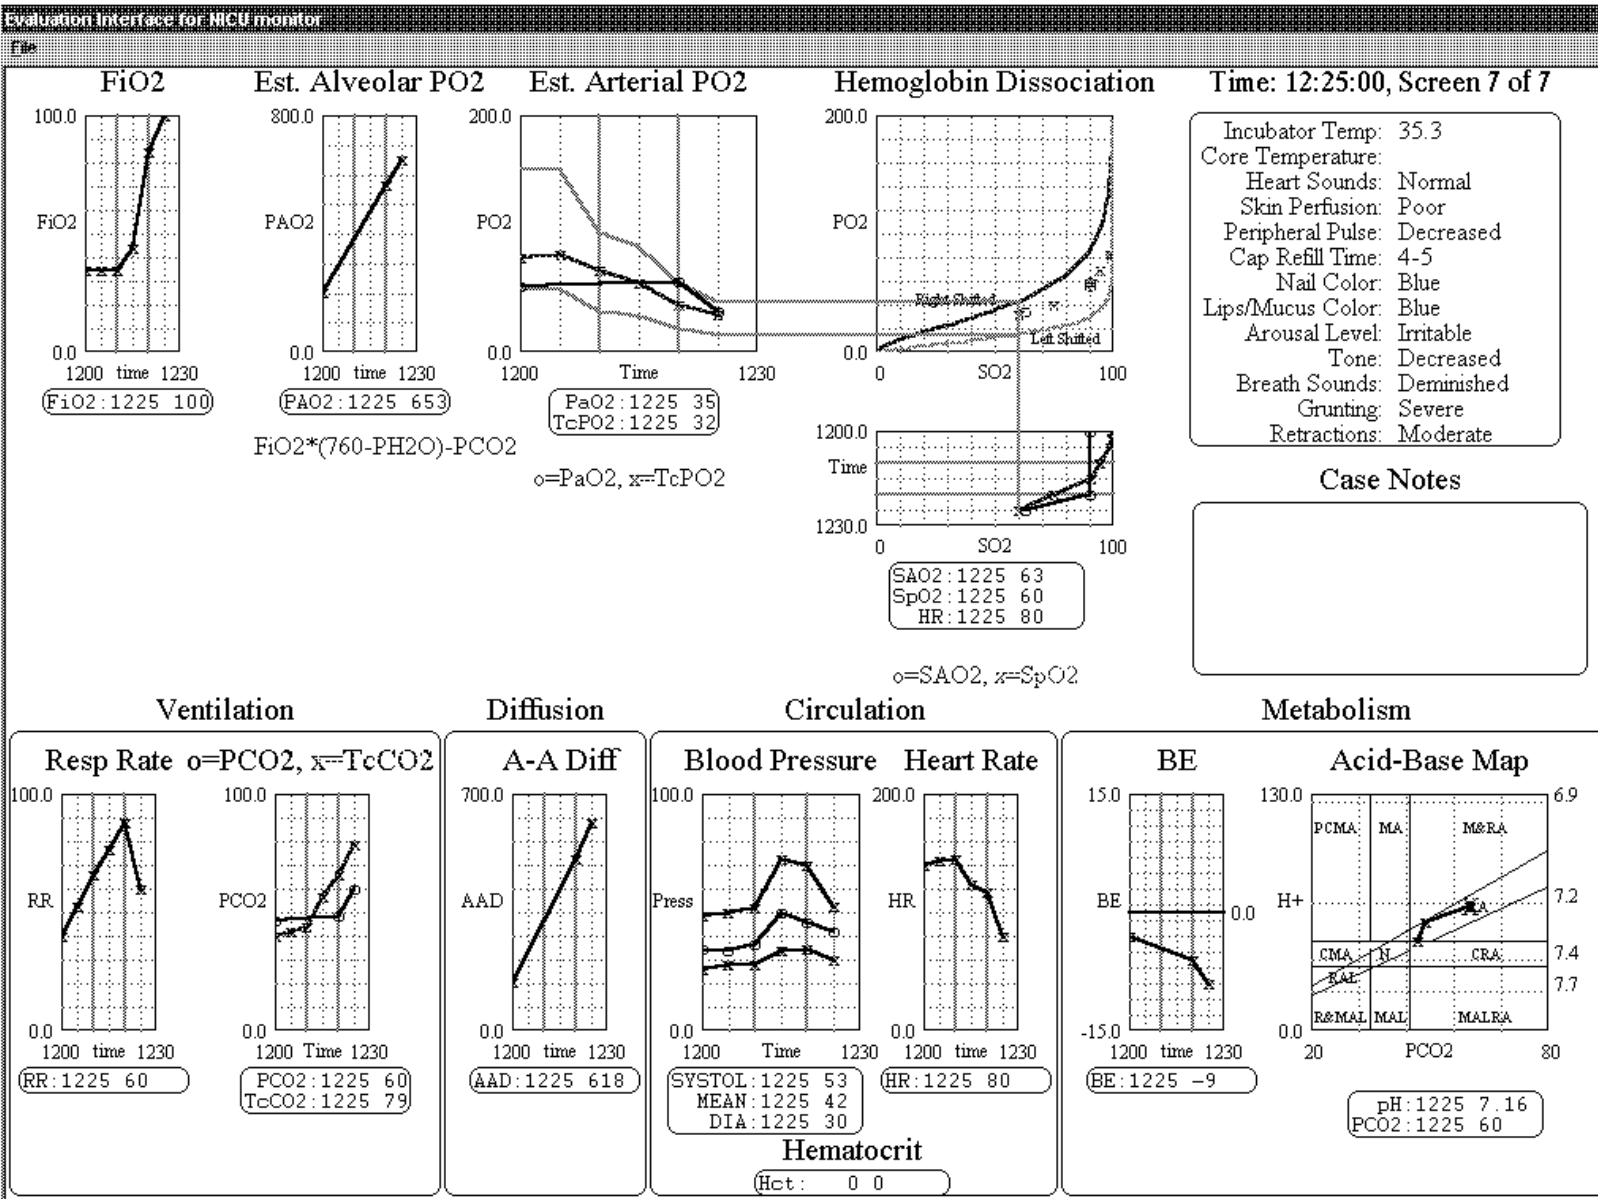 Evaluation Interface for NICU monitor
File
FiO2 Est. Alveolar PO2 Est. Arterial PO2 Hemoglobin Dissociation Time: 12:25:00, Screen 7 of 7
100.0 800.0 200.0 200.0
FiO2 PAO2 PO2 PO2
Right Shifted
Left Shifted
0.0 0.0 0.0 0.0
1200 time 1230 1200 time 1230 1200 Time 1230 0 SO2 100
FiO2:1225 100 PAO2:1225 653
PaO2:1225 35
TcPO2:1225 32
FiO2*(760-PH2O)-PCO2
o=PaO2, x=TcPO2
Incubator Temp: 35.3
Core Temperature:
Heart Sounds: Normal
Skin Perfusion: Poor
Peripheral Pulse: Decreased
Cap Refill Time: 4-5
Nail Color: Blue
Lips/Mucus Color: Blue
Arousal Level: Irritable
Tone: Decreased
Breath Sounds: Deminished
Grunting: Severe
Retractions: Moderate
1200.0
Time
1230.0
0 SO2 100
SAO2:1225 63
SpO2:1225 60
HR:1225 80
o=SAO2, x=SpO2
Case Notes
Ventilation Diffusion Circulation Metabolism
Resp Rate o=PCO2, x=TcCO2 A-A Diff Blood Pressure Heart Rate BE Acid-Base Map
100.0 100.0 700.0 100.0 200.0 15.0 130.0 6.9
PCMA MA M&RA
RR PCO2 AAD Press HR BE 0.0 H+ 7.2
CMA N CRA 7.4
RAL 7.7
R&MAL MAL MALRA
0.0 0.0 0.0 0.0 0.0 -15.0 0.0
1200 time 1230 1200 Time 1230 1200 time 1230 1200 Time 1230 1200 time 1230 1200 time 1230 20 PCO2 80
RR:1225 60
PCO2:1225 60
TcCO2:1225 79
AAD:1225 618
SYSTOL:1225 53
MEAN:1225 42
DIA:1225 30
HR:1225 80
BE:1225 -9
pH:1225 7.16
PCO2:1225 60
Hematocrit
Hct: 0 0